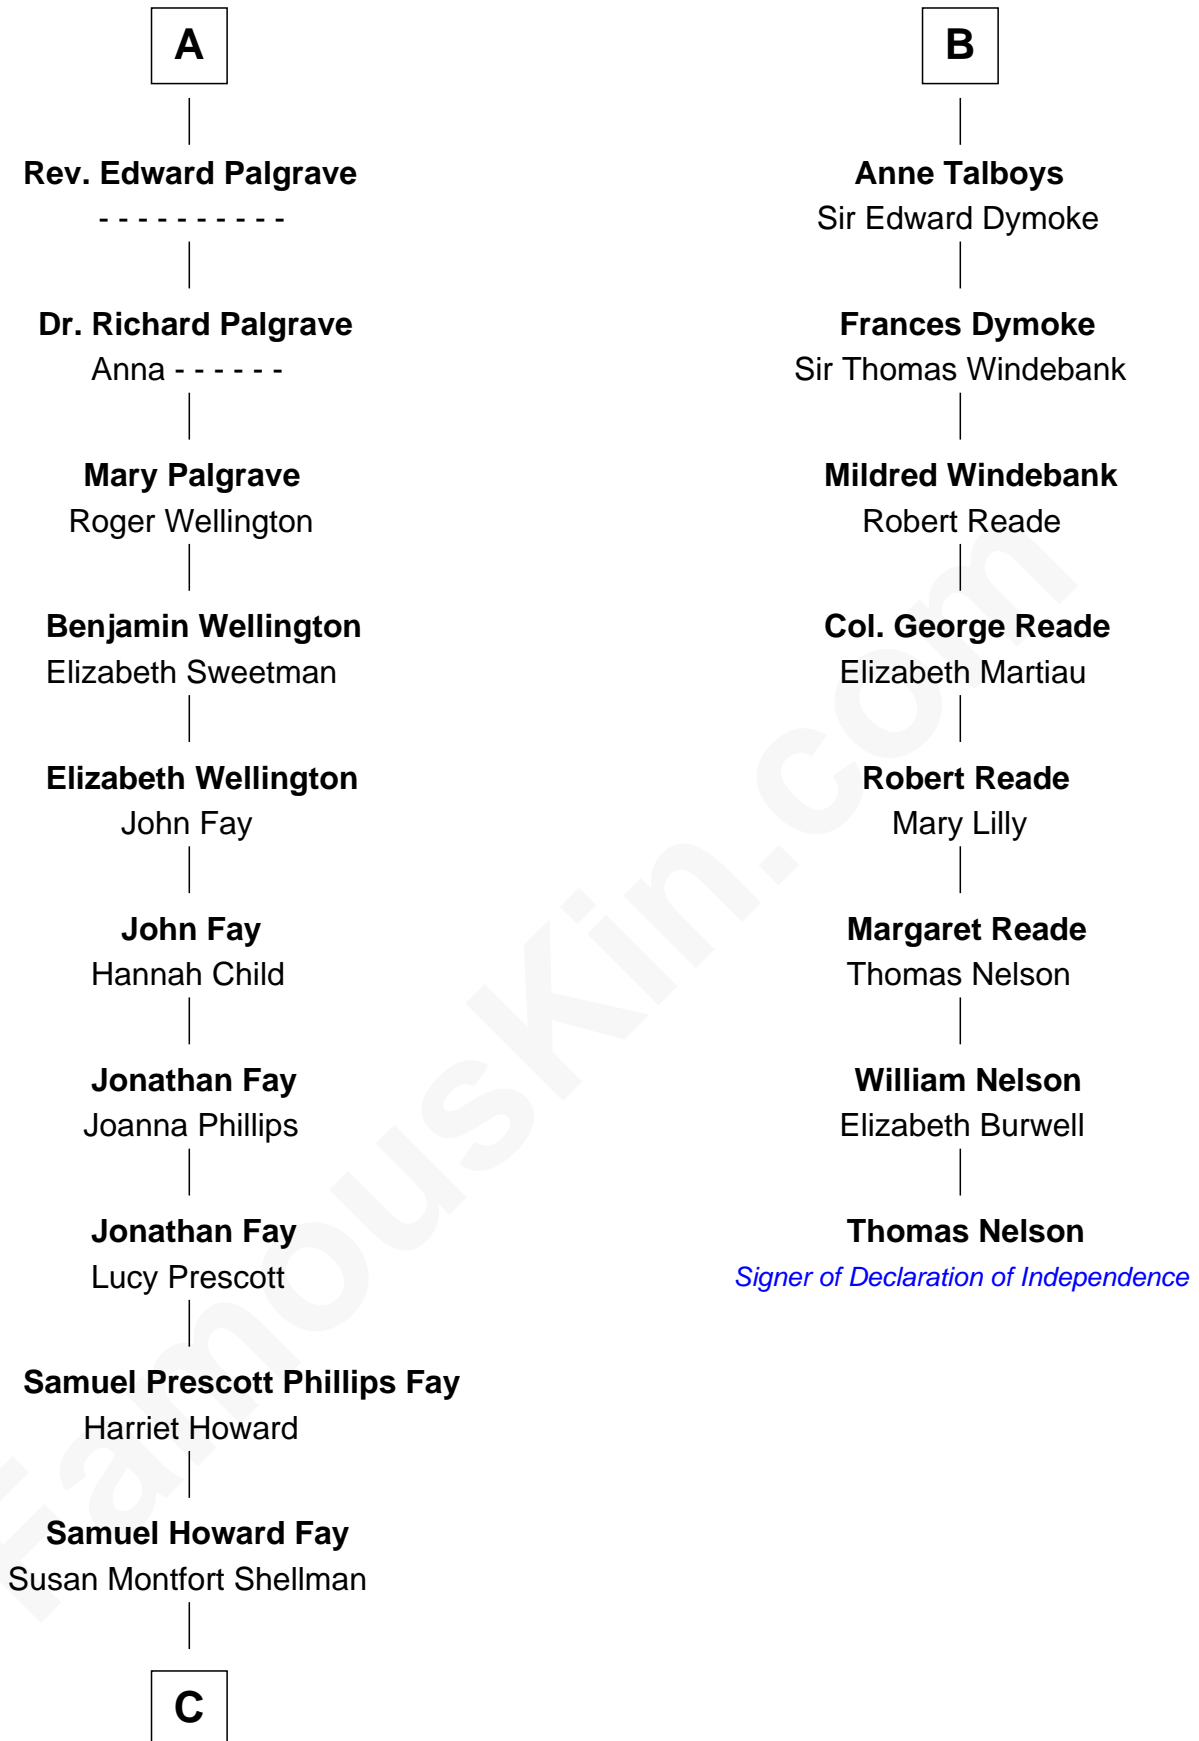 A
Rev. Edward Palgrave
- - - - - - - - - -
Dr. Richard Palgrave
Anna - - - - - -
Mary Palgrave
Roger Wellington
Benjamin Wellington
Elizabeth Sweetman
Elizabeth Wellington
John Fay
John Fay
Hannah Child
Jonathan Fay
Joanna Phillips
Jonathan Fay
Lucy Prescott
Samuel Prescott Phillips Fay
Harriet Howard
Samuel Howard Fay
Susan Montfort Shellman
C
B
Anne Talboys
Sir Edward Dymoke
Frances Dymoke
Sir Thomas Windebank
Mildred Windebank
Robert Reade
Col. George Reade
Elizabeth Martiau
Robert Reade
Mary Lilly
Margaret Reade
Thomas Nelson
William Nelson
Elizabeth Burwell
Thomas Nelson
Signer of Declaration of Independence
FamousKin.com